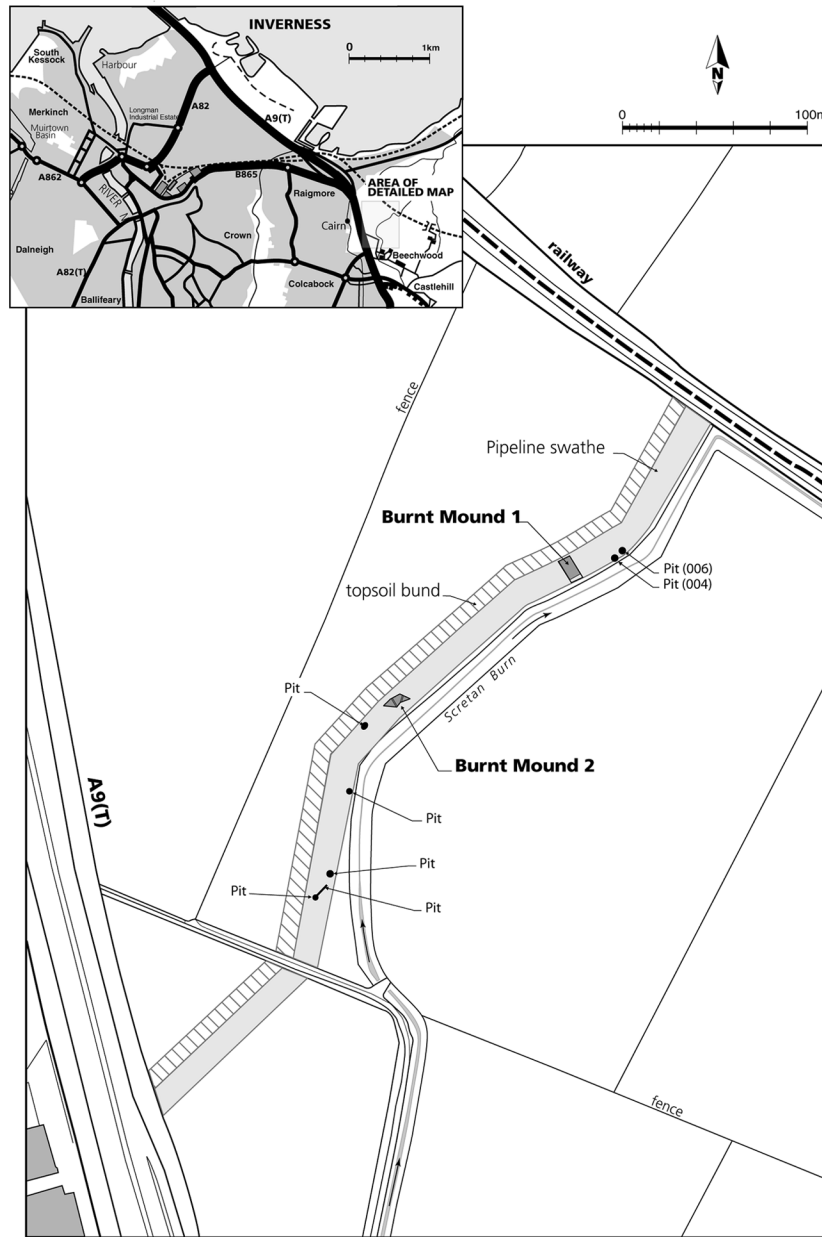 INVERNESS
0 1km
South
Kessock
Harbour
A82
Longman
Industrial Estate
A9(T)
Merkinch
Muirtown
Basin
A862
B865
AREA OF
DETAILED MAP
RIVER
Raigmore
Cairn
Crown
Dalneigh
Beechwood
A82(T)
Colcabock
Castlehill
Ballifeary
N
0 100m
railway
fence
Pipeline swathe
Burnt Mound 1
Pit (006)
Pit (004)
topsoil bund
Scretan Burn
Pit
Burnt Mound 2
A9(T)
Pit
Pit
Pit
Pit
fence